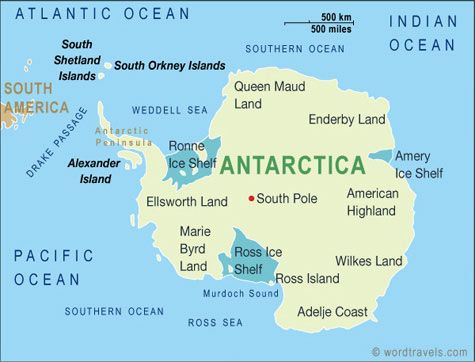 ATLANTIC OCEAN
500 km
500 miles
INDIAN
OCEAN
South
Shetland
Islands
South Orkney Islands
SOUTHERN OCEAN
SOUTH
AMERICA
Queen Maud
Land
WEDDELL SEA
Enderby Land
DRAKE PASSAGE
Antarctic
Peninsula
Ronne
Ice Shelf
ANTARCTICA
Amery
Ice Shelf
Alexander
Island
Ellsworth Land
South Pole
American
Highland
Marie
Byrd
Land
Ross Ice
Shelf
Wilkes Land
PACIFIC
OCEAN
Ross Island
Murdoch Sound
SOUTHERN OCEAN
ROSS SEA
Adelje Coast
© wordtravels.com